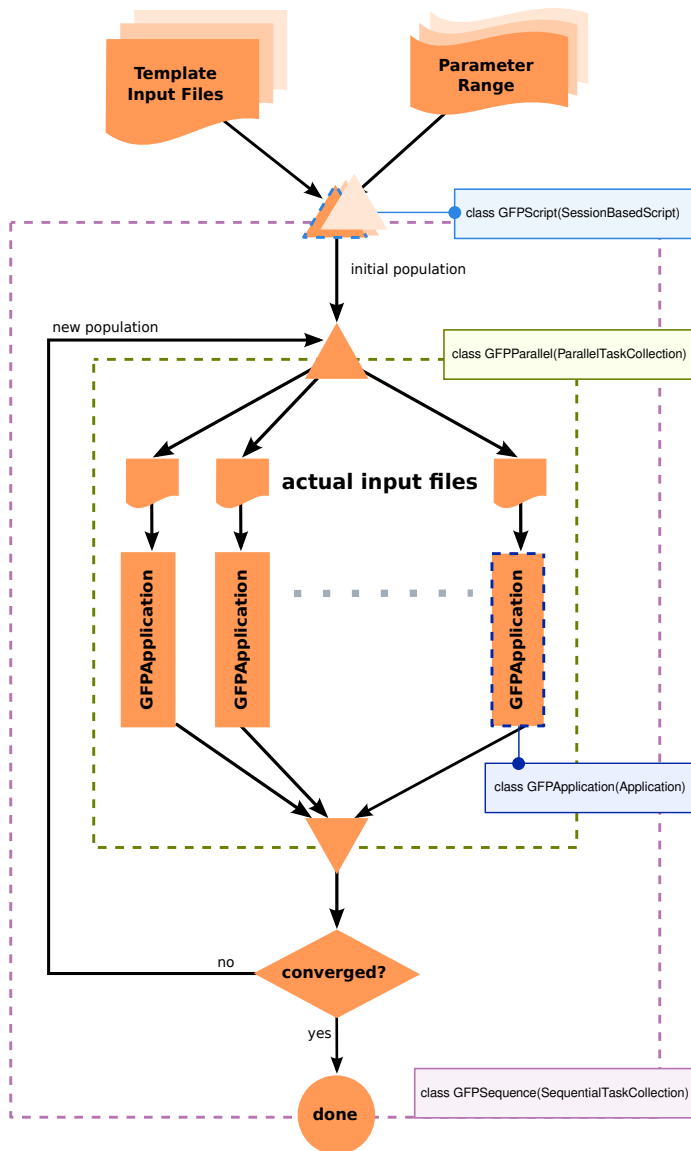 Template
Input Files
Parameter
Range
class GFPScript(SessionBasedScript)
initial population
new population
class GFPParallel(ParallelTaskCollection)
actual input files
GFPApplication
GFPApplication
GFPApplication
class GFPApplication(Application)
no
converged?
yes
class GFPSequence(SequentialTaskCollection)
done